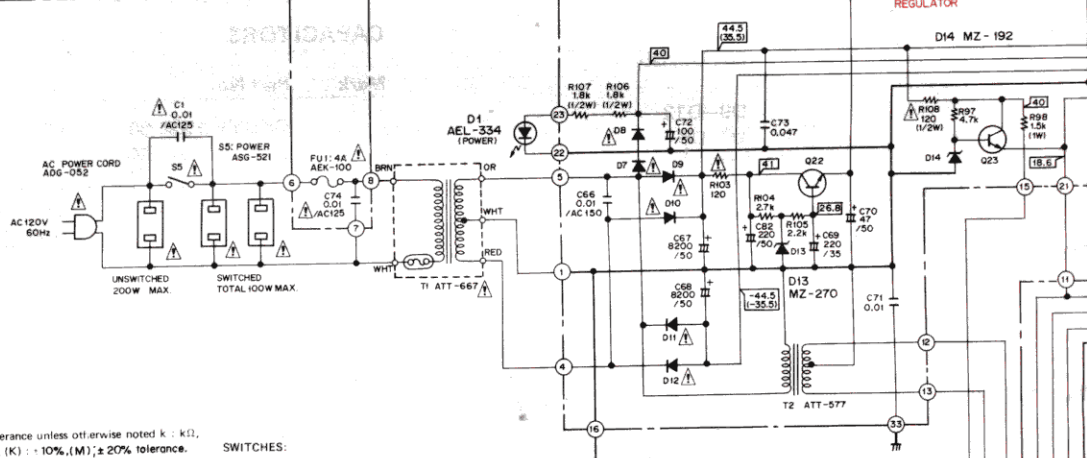 REGULATOR
CAPACITORS
44.5
(35.5)
40
D14 MZ-192
C1
0.01
/AC125
R107
1.8k
(1/2W)
R106
1.8k
(1/2W)
23
D1
AEL-334
(POWER)
D8
C72
100
/50
C73
0.047
R108
120
(1/2W)
R97
4.7k
40
R98
1.5k
(1W)
S5: POWER
ASG-521
FU1: 4A
AEK-100
22
D14
Q23
18.6
AC POWER CORD
ADG-052
S5
6
8
BRN
OR
5
D7
D9
41
Q22
R103
120
15
21
C74
0.01
/AC125
C66
0.01
/AC150
D10
R104
2.7k
26.8
AC120V
60Hz
7
WHT
C67
8200
/50
C82
220
/50
R105
2.2k
C69
220
/35
C70
47
/50
D13
WHT
RED
1
UNSWITCHED
200W MAX.
SWITCHED
TOTAL 100W MAX.
T1 ATT-667
C68
8200
/50
-44.5
(-35.5)
D13
MZ-270
C71
0.01
11
D11
12
4
D12
13
T2 ATT-577
16
33
erance unless otherwise noted k : kΩ,
(K) : ±10%,(M); ±20% tolerance.
SWITCHES: